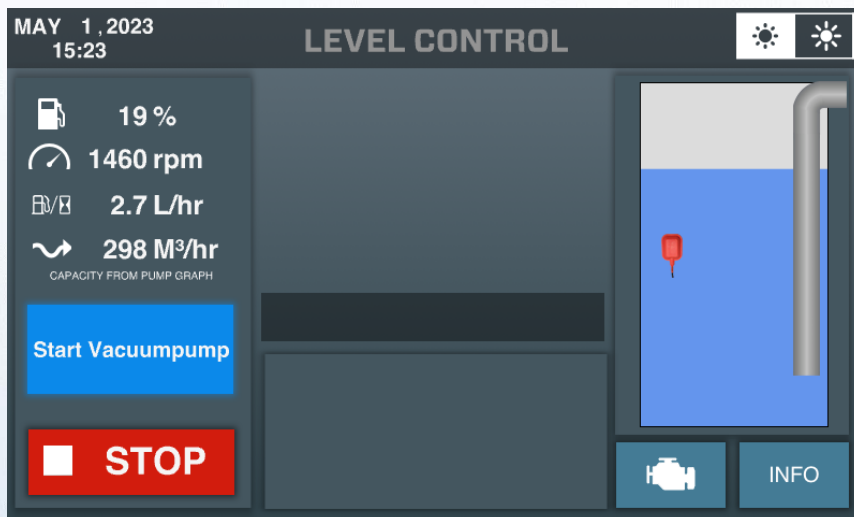 MAY 1,2023
15:23
LEVEL CONTROL
19 %
1460 rpm
2.7 L/hr
298 M³/hr
CAPACITY FROM PUMP GRAPH
Start Vacuumpump
STOP
INFO